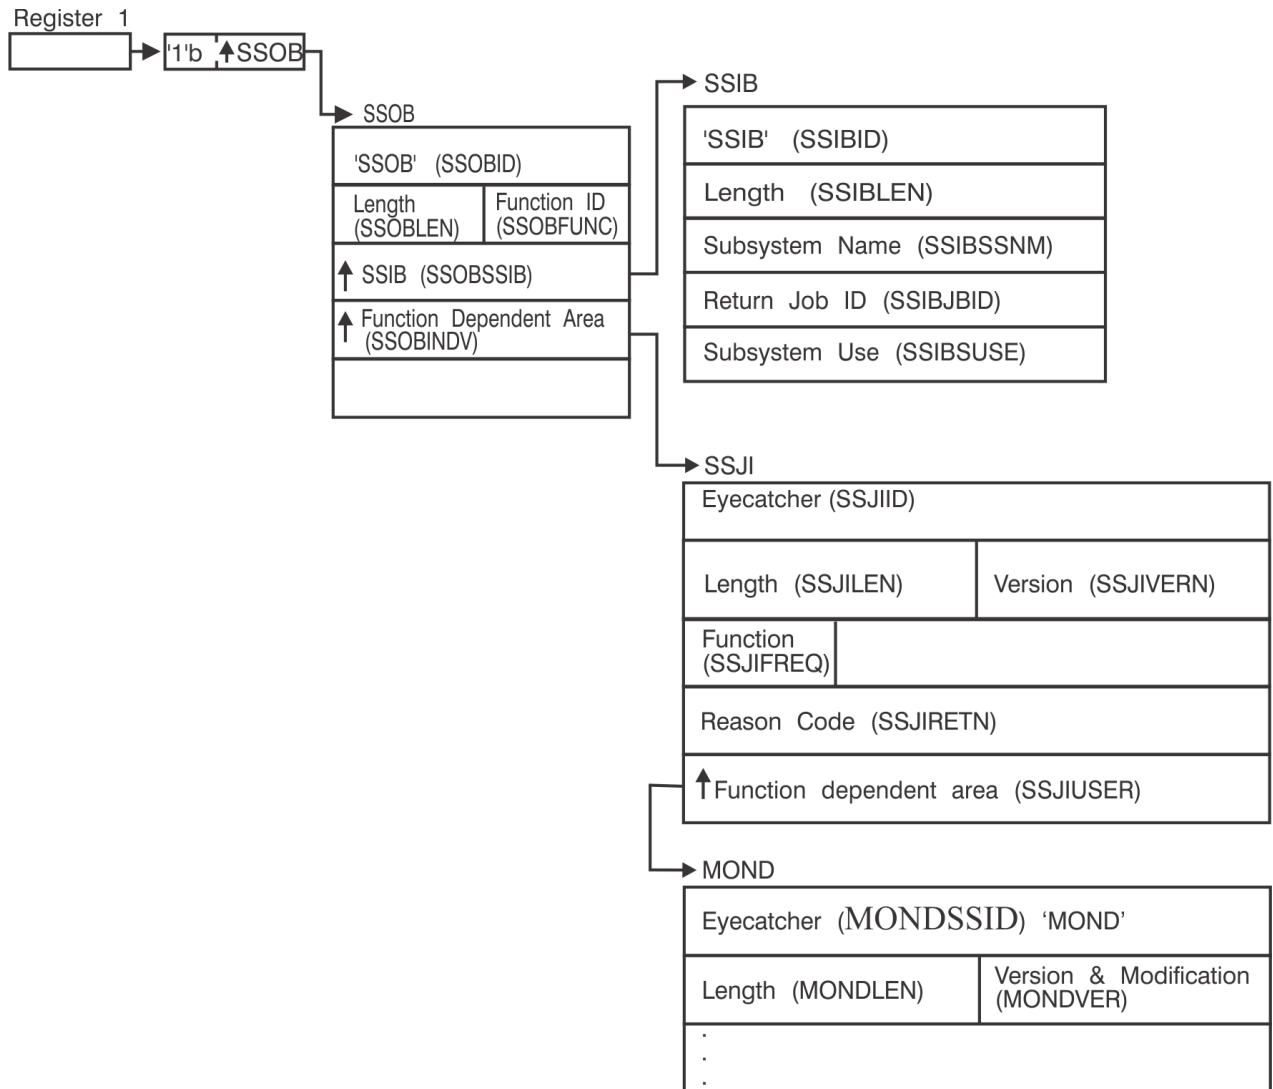 Register 1
'1'b SSOB
SSOB
'SSOB' (SSOBID)
Length
(SSOBLEN)
Function ID
(SSOBFUNC)
SSIB (SSOBSSIB)
Function Dependent Area
(SSOBINDV)
SSIB
'SSIB' (SSIBID)
Length (SSIBLEN)
Subsystem Name (SSIBSSNM)
Return Job ID (SSIBJBID)
Subsystem Use (SSIBSUSE)
SSJI
Eyecatcher (SSJIID)
Length (SSJILEN)
Version (SSJIVERN)
Function
(SSJIFREQ)
Reason Code (SSJIRETN)
Function dependent area (SSJIUSER)
MOND
Eyecatcher (MONDSSID) ‘MOND’
Length (MONDLEN)
Version & Modification
(MONDVER)
.
.
.